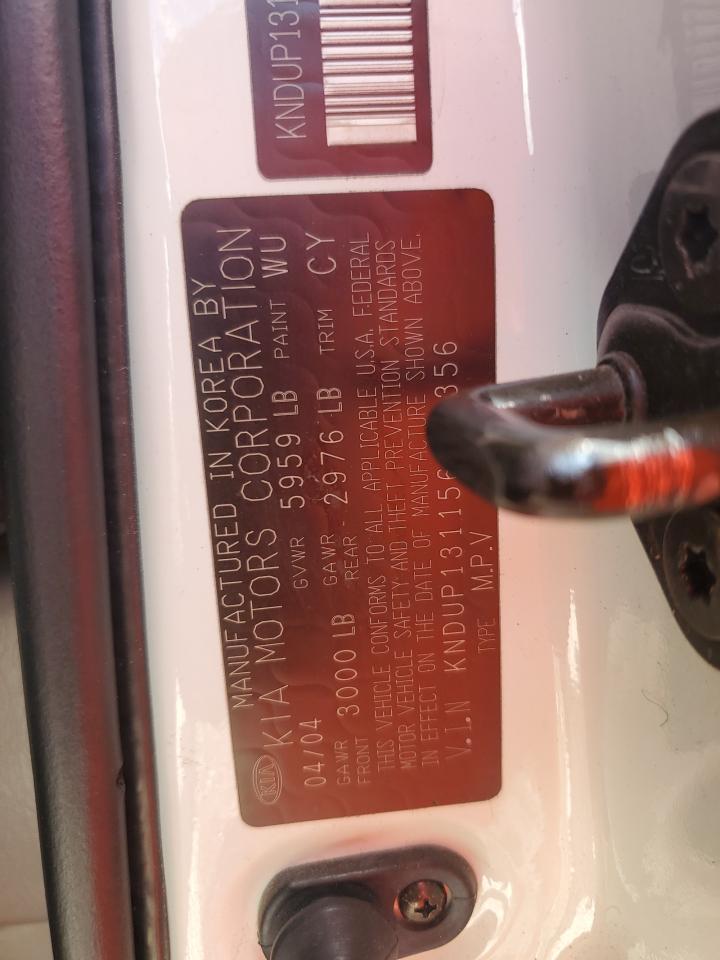 KNDUP131
MANUFACTURED IN KOREA BY
KIA KIA MOTORS CORPORATION
04/04 GVWR 5959 LB PAINT WU
GAWR FRONT 3000 LB GAWR REAR 2976 LB TRIM CY
THIS VEHICLE CONFORMS TO ALL APPLICABLE U.S.A. FEDERAL
MOTOR VEHICLE SAFETY AND THEFT PREVENTION STANDARDS
IN EFFECT ON THE DATE OF MANUFACTURE SHOWN ABOVE.
V.I.N KNDUP131156 356
TYPE M.P.V